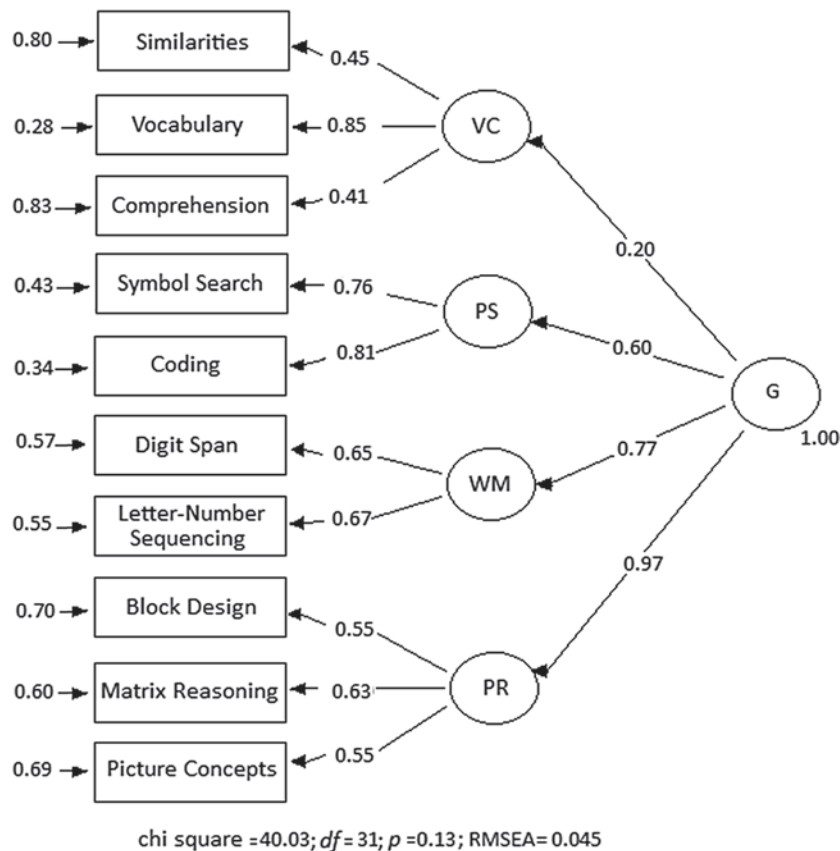 0.80 Similarities 0.45
0.28 Vocabulary 0.85 VC
0.83 Comprehension 0.41
0.20
0.43 Symbol Search 0.76 PS
0.60
0.34 Coding 0.81
G
1.00
0.57 Digit Span 0.65
0.77
WM
0.55 Letter-Number
Sequencing 0.67
0.97
0.70 Block Design 0.55
0.60 Matrix Reasoning 0.63 PR
0.69 Picture Concepts 0.55
chi square =40.03; df = 31; p =0.13; RMSEA= 0.045